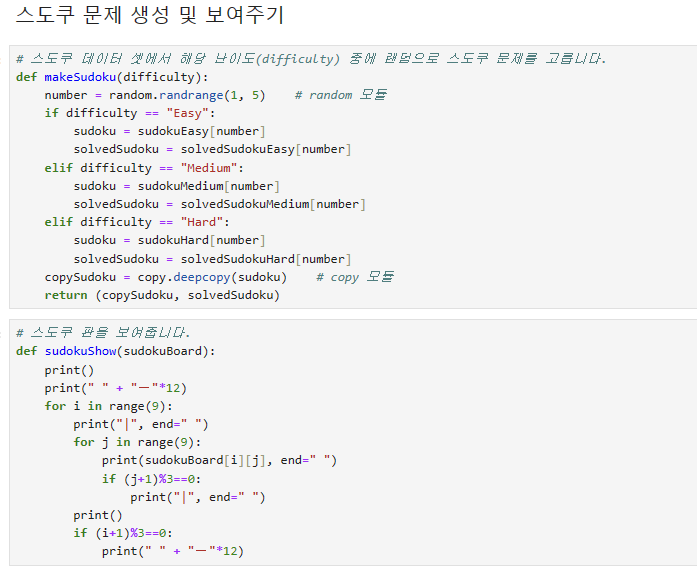 스도쿠 문제 생성 및 보여주기
# 스도쿠 데이터 셋에서 해당 난이도(difficulty) 중에 랜덤으로 스도쿠 문제를 고릅니다.
def makeSudoku(difficulty):
    number = random.randrange(1, 5)    # random 모듈
    if difficulty == "Easy":
        sudoku = sudokuEasy[number]
        solvedSudoku = solvedSudokuEasy[number]
    elif difficulty == "Medium":
        sudoku = sudokuMedium[number]
        solvedSudoku = solvedSudokuMedium[number]
    elif difficulty == "Hard":
        sudoku = sudokuHard[number]
        solvedSudoku = solvedSudokuHard[number]
    copySudoku = copy.deepcopy(sudoku)    # copy 모듈
    return (copySudoku, solvedSudoku)
# 스도쿠 판을 보여줍니다.
def sudokuShow(sudokuBoard):
    print()
    print(" " + "ㅡ"*12)
    for i in range(9):
        print("|", end=" ")
        for j in range(9):
            print(sudokuBoard[i][j], end=" ")
            if (j+1)%3==0:
                print("|", end=" ")
        print()
        if (i+1)%3==0:
            print(" " + "ㅡ"*12)